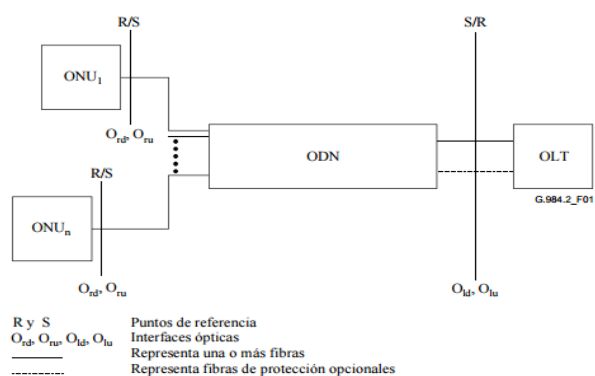 R/S
S/R
ONU1
Ord, Oru
ODN
OLT
G.984.2_F01
R/S
ONUn
Ord, Oru
Old, Olu
R y S Puntos de referencia
Ord, Oru, Old, Olu Interfaces ópticas
Representa una o más fibras
Representa fibras de protección opcionales